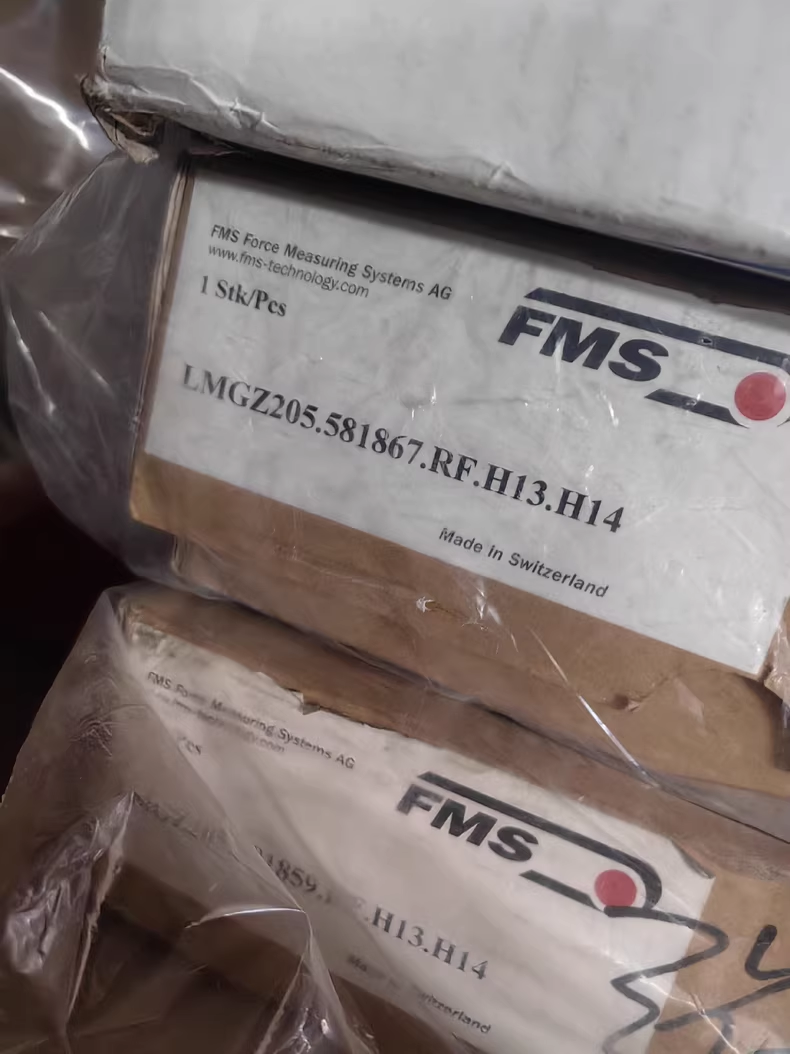 FMS Force Measuring Systems AG
www.fms-technology.com
1 Stk/Pcs
FMS
LMGZ205.581867.RF.H13.H14
Made in Switzerland
FMS Force Measuring Systems AG
FMS
.H13.H14
Switzerland